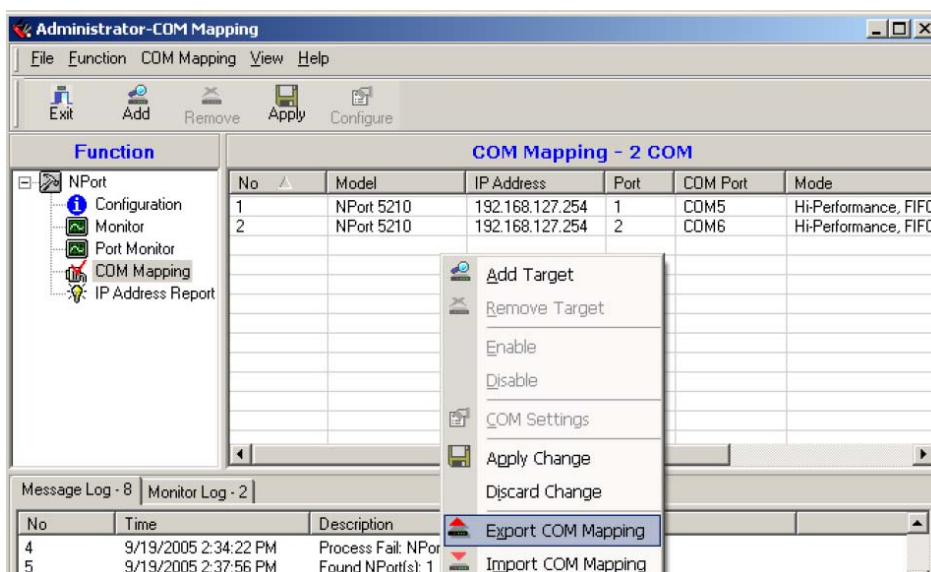 Administrator-COM Mapping
File Function COM Mapping View Help
Exit Add Remove Apply Configure
Function
COM Mapping - 2 COM
NPort
Configuration
Monitor
Port Monitor
COM Mapping
IP Address Report
No Model IP Address Port COM Port Mode
1 NPort 5210 192.168.127.254 1 COM5 Hi-Performance, FIFO
2 NPort 5210 192.168.127.254 2 COM6 Hi-Performance, FIFO
Add Target
Remove Target
Enable
Disable
COM Settings
Apply Change
Discard Change
Export COM Mapping
Import COM Mapping
Message Log - 8 Monitor Log - 2
No Time Description
4 9/19/2005 2:34:22 PM Process Fail: NPor
5 9/19/2005 2:37:56 PM Found NPort(s): 1